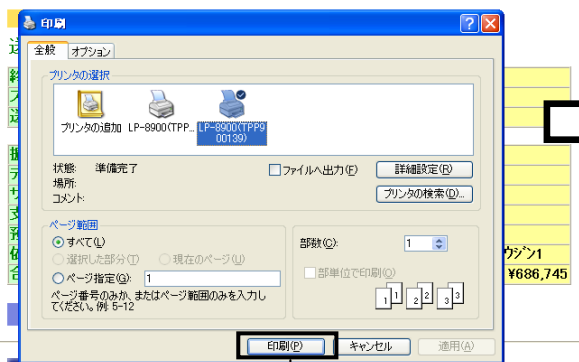 印刷
全般 オプション
プリンタの選択
プリンタの追加 LP-8900(TPP... LP-8900(TPP9
00139)
状態: 準備完了
場所:
コメント:
ファイルへ出力(F) 詳細設定(R)
プリンタの検索(D)...
ページ範囲
すべて(L)
選択した部分(T) 現在のページ(U)
ページ指定(G): 1
ページ番号のみか、またはページ範囲のみを入力し
てください。例: 5-12
部数(C): 1
部単位で印刷(O)
1 1 2 2 3 3
ウジン1
¥686,745
印刷(P) キャンセル 適用(A)